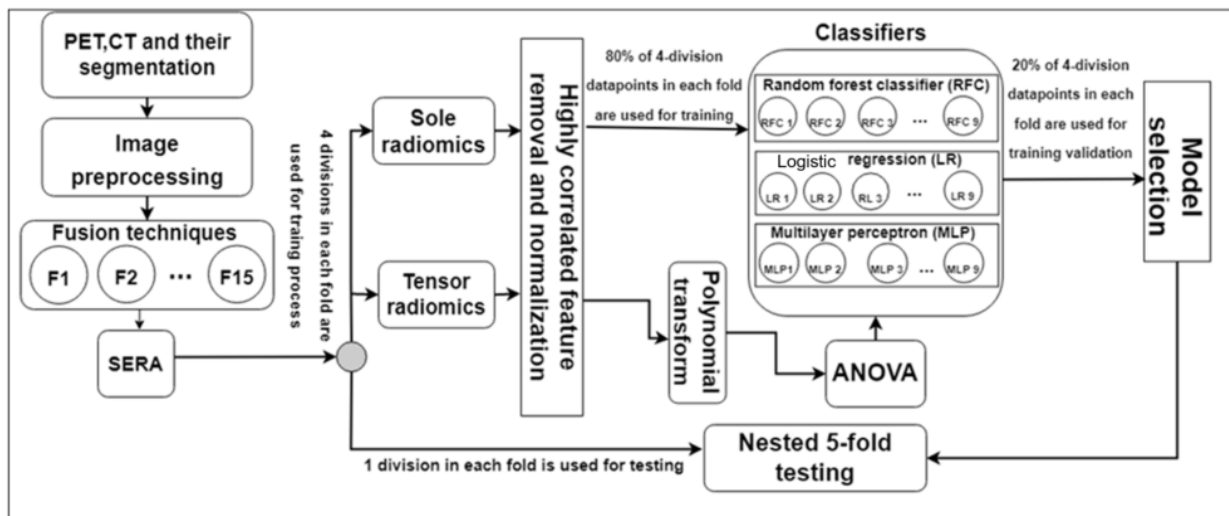 PET,CT and their
segmentation
Image
preprocessing
Fusion techniques
F1 F2 ... F15
SERA
4 divisions in each fold are
used for traing process
Sole
radiomics
Tensor
radiomics
Highly correlated feature
removal and normalization
80% of 4-division
datapoints in each fold
are used for training
Polynomial
transform
ANOVA
Classifiers
Random forest classifier (RFC)
RFC 1 RFC 2 RFC 3 ... RFC 9
Logistic regression (LR)
LR 1 LR 2 RL 3 ... LR 9
Multilayer perceptron (MLP)
MLP1 MLP 2 MLP 3 ... MLP 9
20% of 4-division
datapoints in each
fold are used for
training validation
Model
selection
1 division in each fold is used for testing
Nested 5-fold
testing